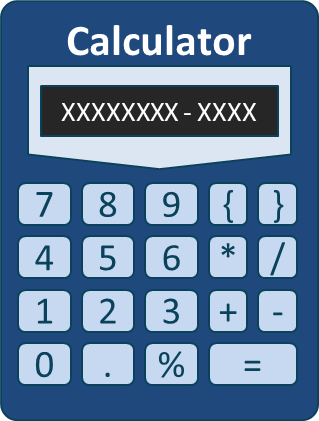 Calculator
XXXXXXXX - XXXX
7 8 9 { }
4 5 6 * /
1 2 3 + -
0 . % =